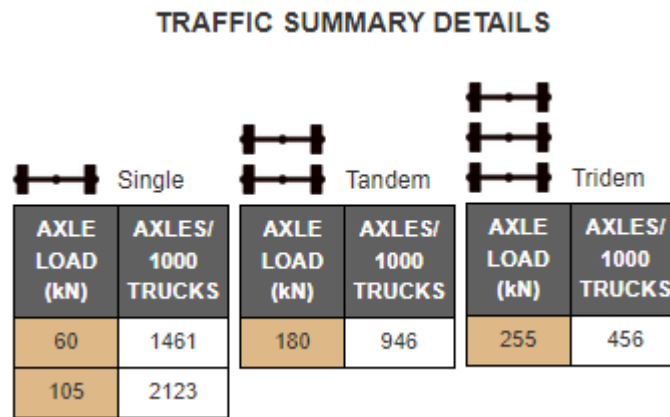 TRAFFIC SUMMARY DETAILS
Single
AXLE LOAD (kN) AXLES/ 1000 TRUCKS
60 1461
105 2123
Tandem
AXLE LOAD (kN) AXLES/ 1000 TRUCKS
180 946
Tridem
AXLE LOAD (kN) AXLES/ 1000 TRUCKS
255 456